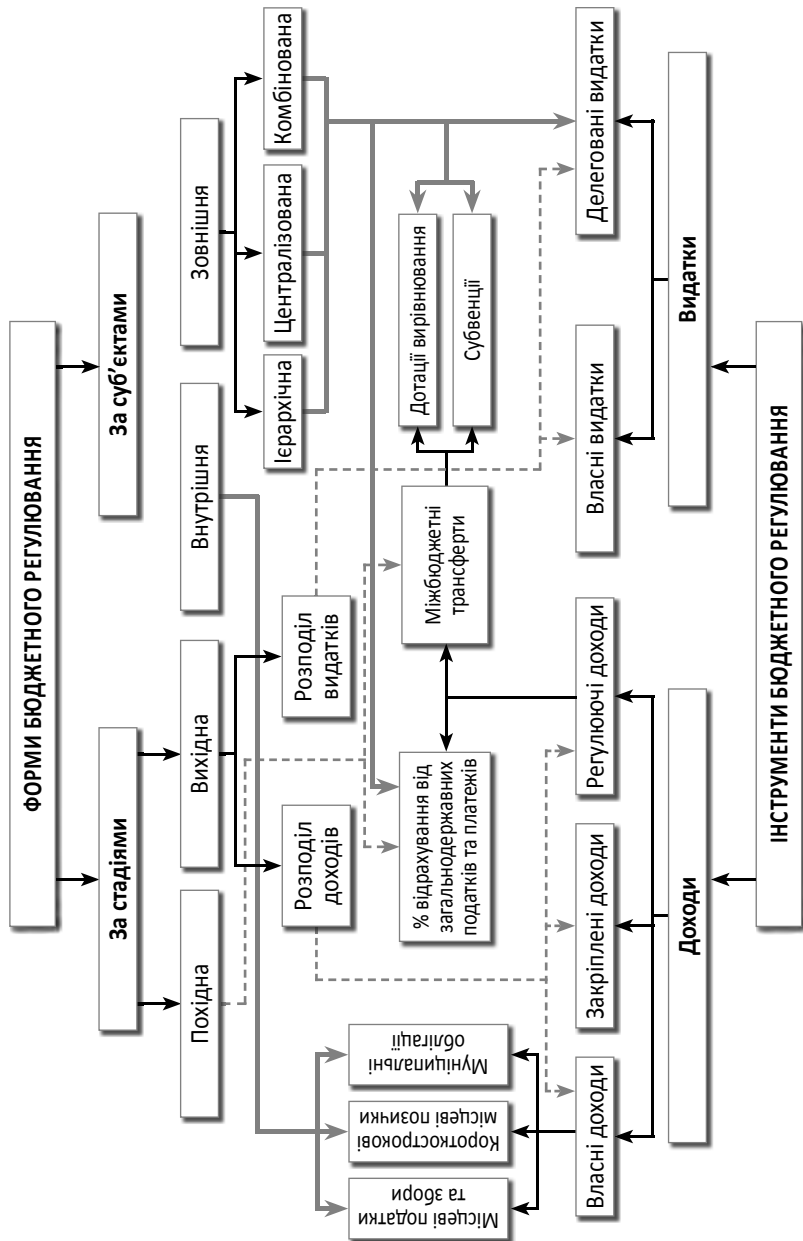 ФОРМИ БЮДЖЕТНОГО РЕГУЛЮВАННЯ
За стадіями
За суб’єктами
Похідна
Вихідна
Внутрішня
Зовнішня
Ієрархічна
Централізована
Комбінована
Розподіл
доходів
Розподіл
видатків
Місцеві податки
та збори
Короткострокові
місцеві позички
Муніципальні
облігації
% відрахування від
загальнодержавних
податків та платежів
Міжбюджетні
трансферти
Дотації вирівнювання
Субвенції
Власні доходи
Закріплені доходи
Регулюючі доходи
Власні видатки
Делеговані видатки
Доходи
Видатки
ІНСТРУМЕНТИ БЮДЖЕТНОГО РЕГУЛЮВАННЯ